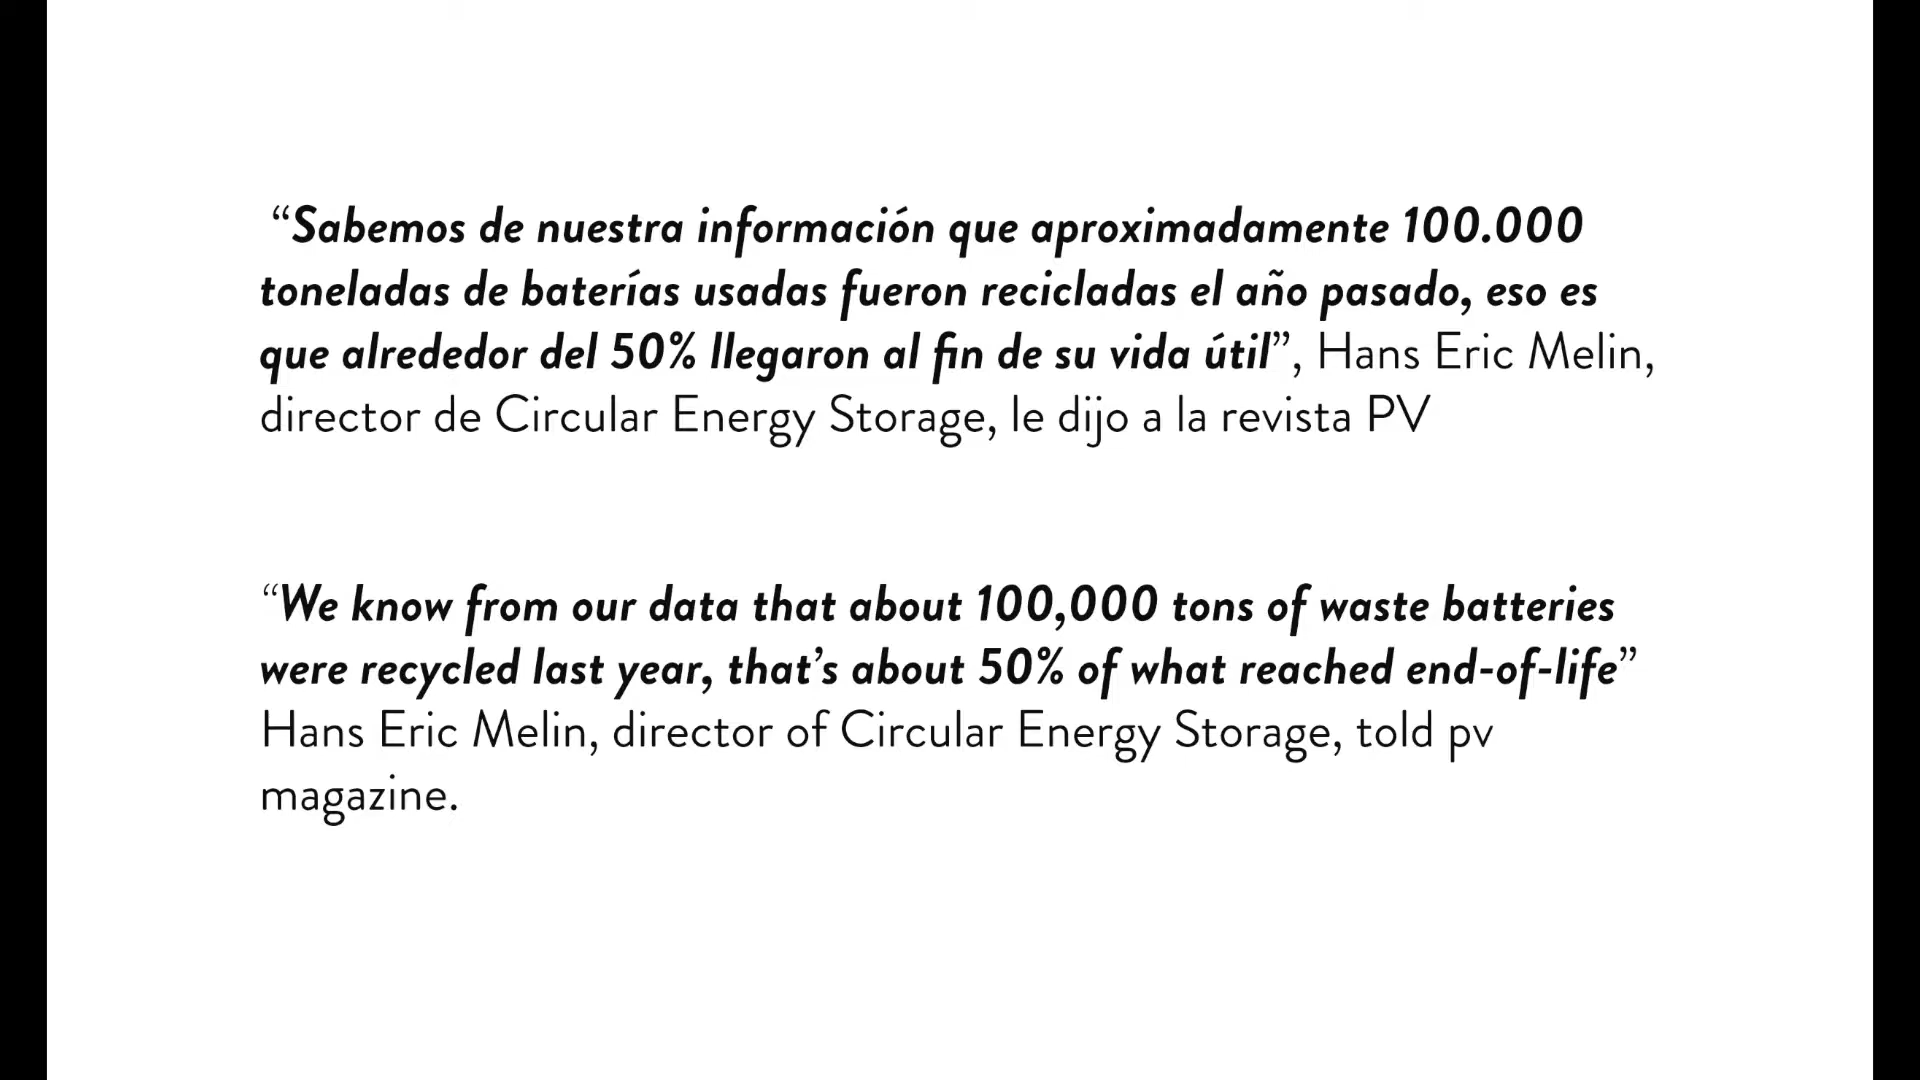 “Sabemos de nuestra información que aproximadamente 100.000
toneladas de baterías usadas fueron recicladas el año pasado, eso es
que alrededor del 50% llegaron al fin de su vida útil”, Hans Eric Melin,
director de Circular Energy Storage, le dijo a la revista PV
“We know from our data that about 100,000 tons of waste batteries
were recycled last year, that’s about 50% of what reached end-of-life”
Hans Eric Melin, director of Circular Energy Storage, told pv
magazine.